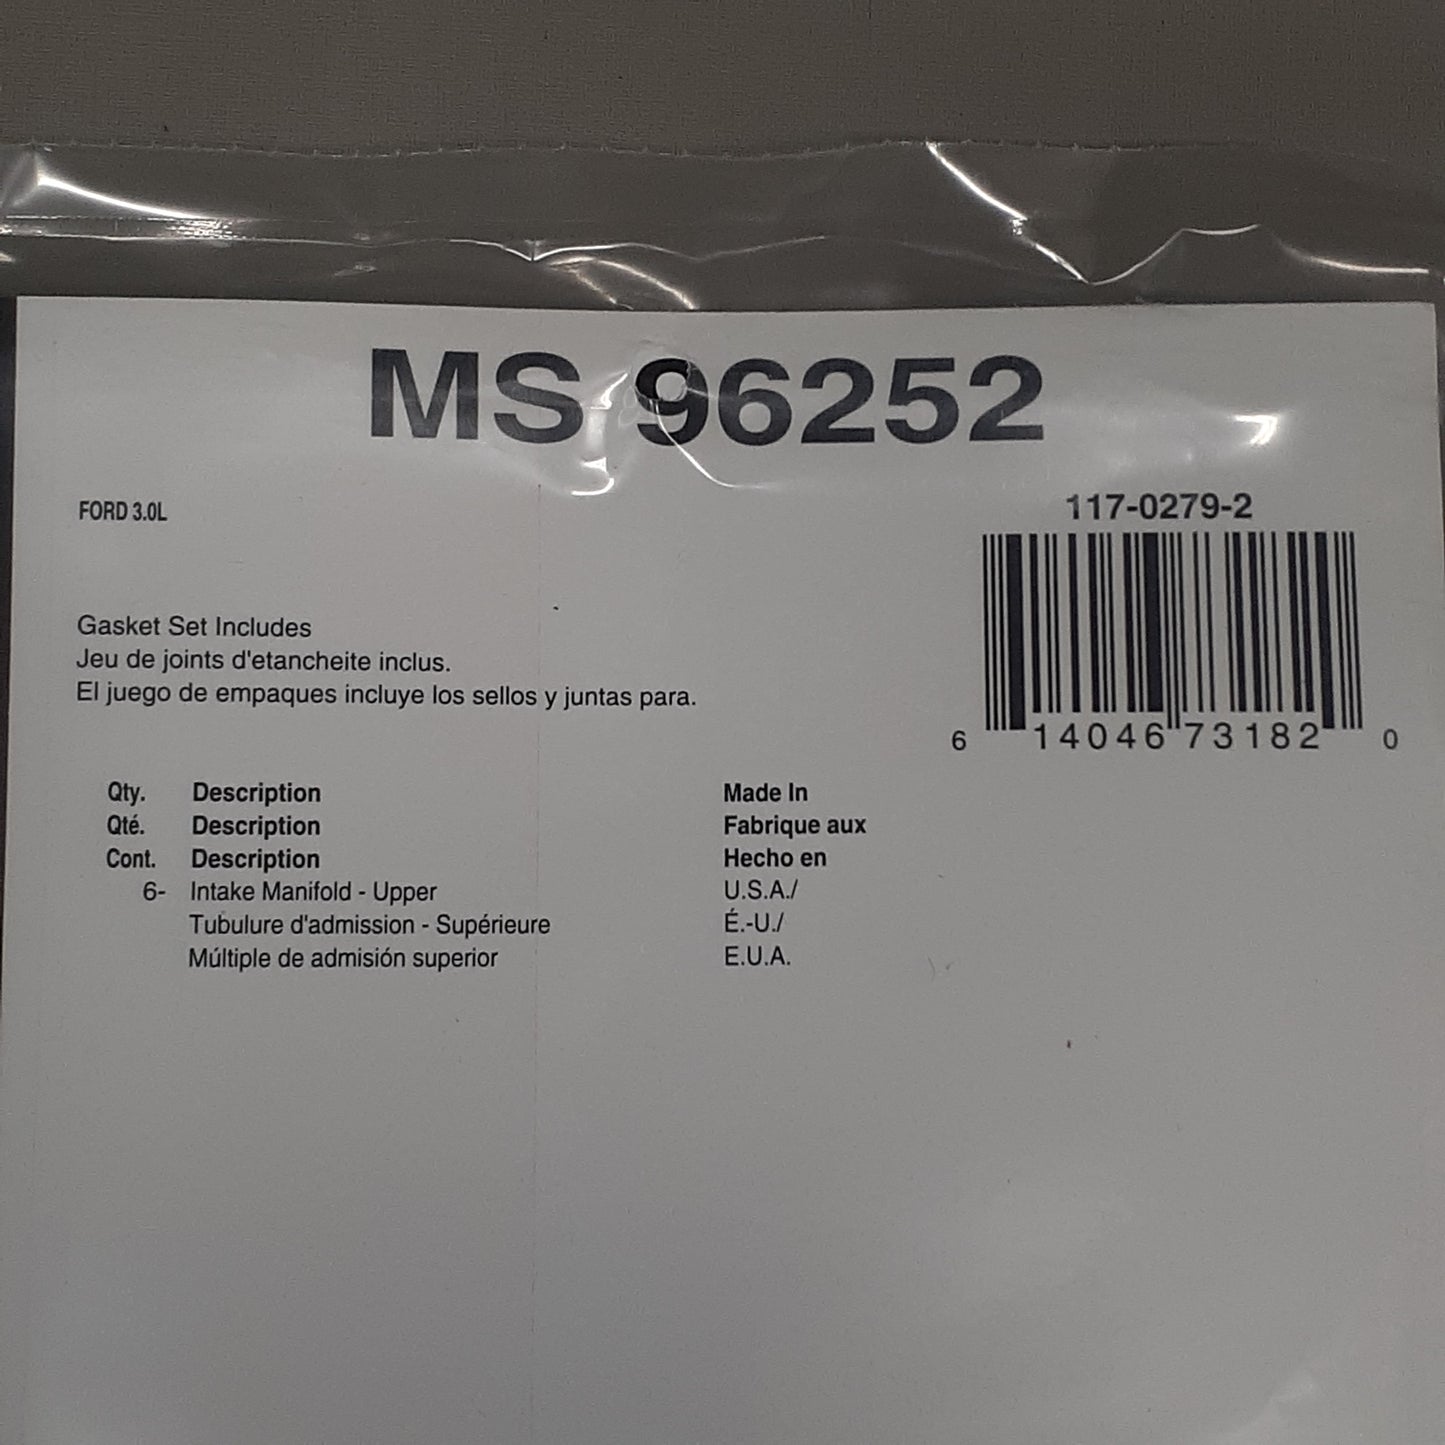 MS 96252
FORD 3.0L
117-0279-2
Gasket Set Includes
Jeu de joints d'etancheite inclus.
El juego de empaques incluye los sellos y juntas para.
6 14046 73182 0
Qty. Description Made In
Qté. Description Fabrique aux
Cont. Description Hecho en
6- Intake Manifold - Upper U.S.A./
Tubulure d'admission - Supérieure É.-U./
Múltiple de admisión superior E.U.A.